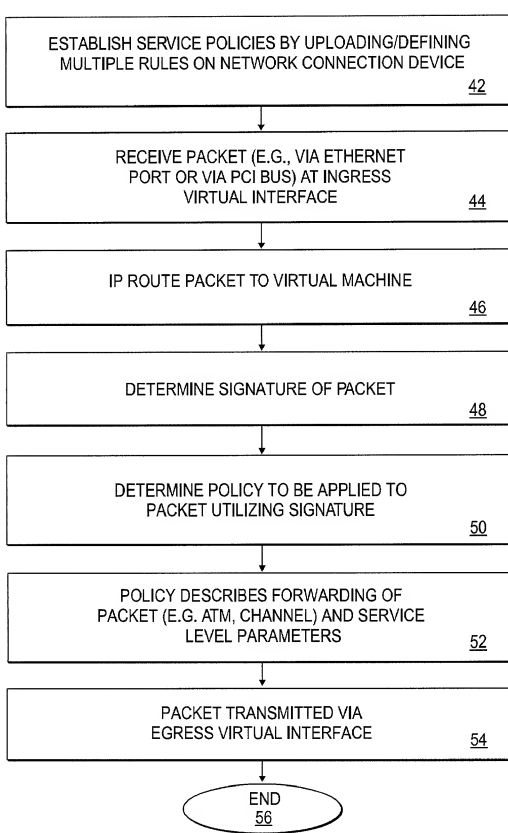 ESTABLISH SERVICE POLICIES BY UPLOADING/DEFINING
MULTIPLE RULES ON NETWORK CONNECTION DEVICE
42
RECEIVE PACKET (E.G., VIA ETHERNET
PORT OR VIA PCI BUS) AT INGRESS
VIRTUAL INTERFACE
44
IP ROUTE PACKET TO VIRTUAL MACHINE
46
DETERMINE SIGNATURE OF PACKET
48
DETERMINE POLICY TO BE APPLIED TO
PACKET UTILIZING SIGNATURE
50
POLICY DESCRIBES FORWARDING OF
PACKET (E.G. ATM, CHANNEL) AND SERVICE
LEVEL PARAMETERS
52
PACKET TRANSMITTED VIA
EGRESS VIRTUAL INTERFACE
54
END
56